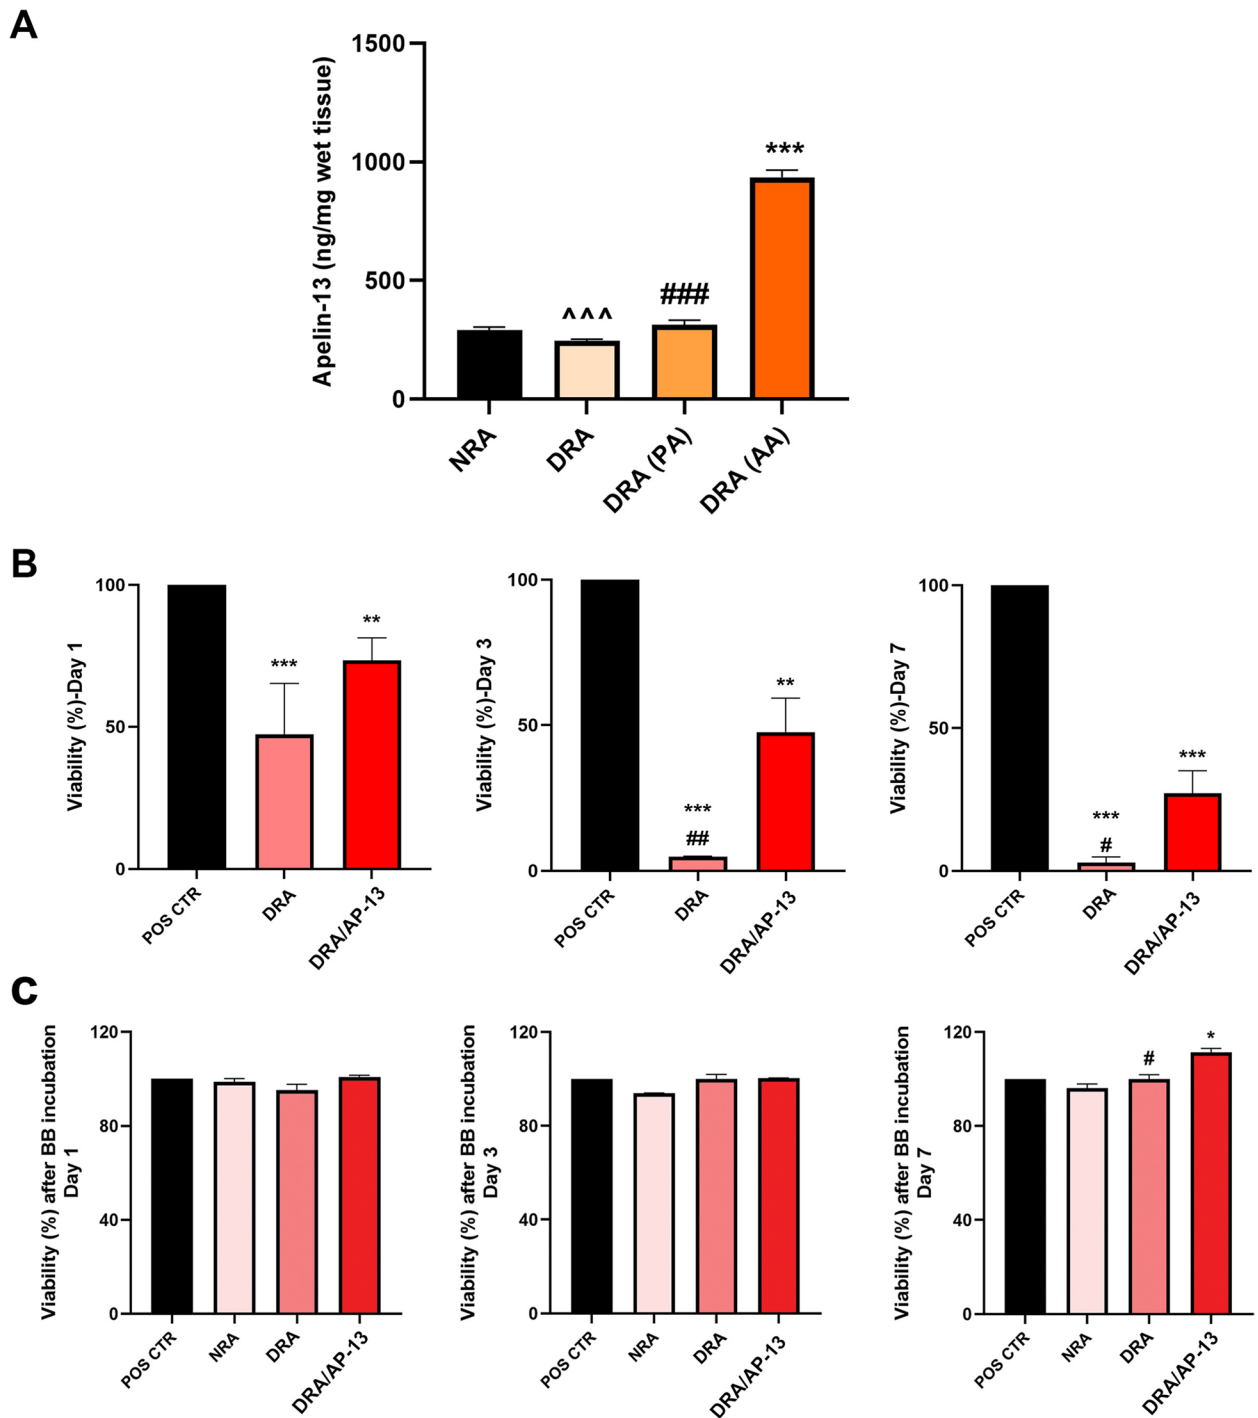 A
Apelin-13 (ng/mg wet tissue)
1500
1000
500
0
^^^
###
***
NRA
DRA
DRA (PA)
DRA (AA)
B
Viability (%)-Day 1
100
50
0
***
**
POS CTR
DRA
DRA/AP-13
Viability (%)-Day 3
100
50
0
***
##
**
POS CTR
DRA
DRA/AP-13
Viability (%)-Day 7
100
50
0
***
#
***
POS CTR
DRA
DRA/AP-13
C
Viability (%) after BB incubation
Day 1
120
80
40
0
POS CTR
NRA
DRA
DRA/AP-13
Viability (%) after BB incubation
Day 3
120
80
40
0
POS CTR
NRA
DRA
DRA/AP-13
Viability (%) after BB incubation
Day 7
120
80
40
0
#
*
POS CTR
NRA
DRA
DRA/AP-13